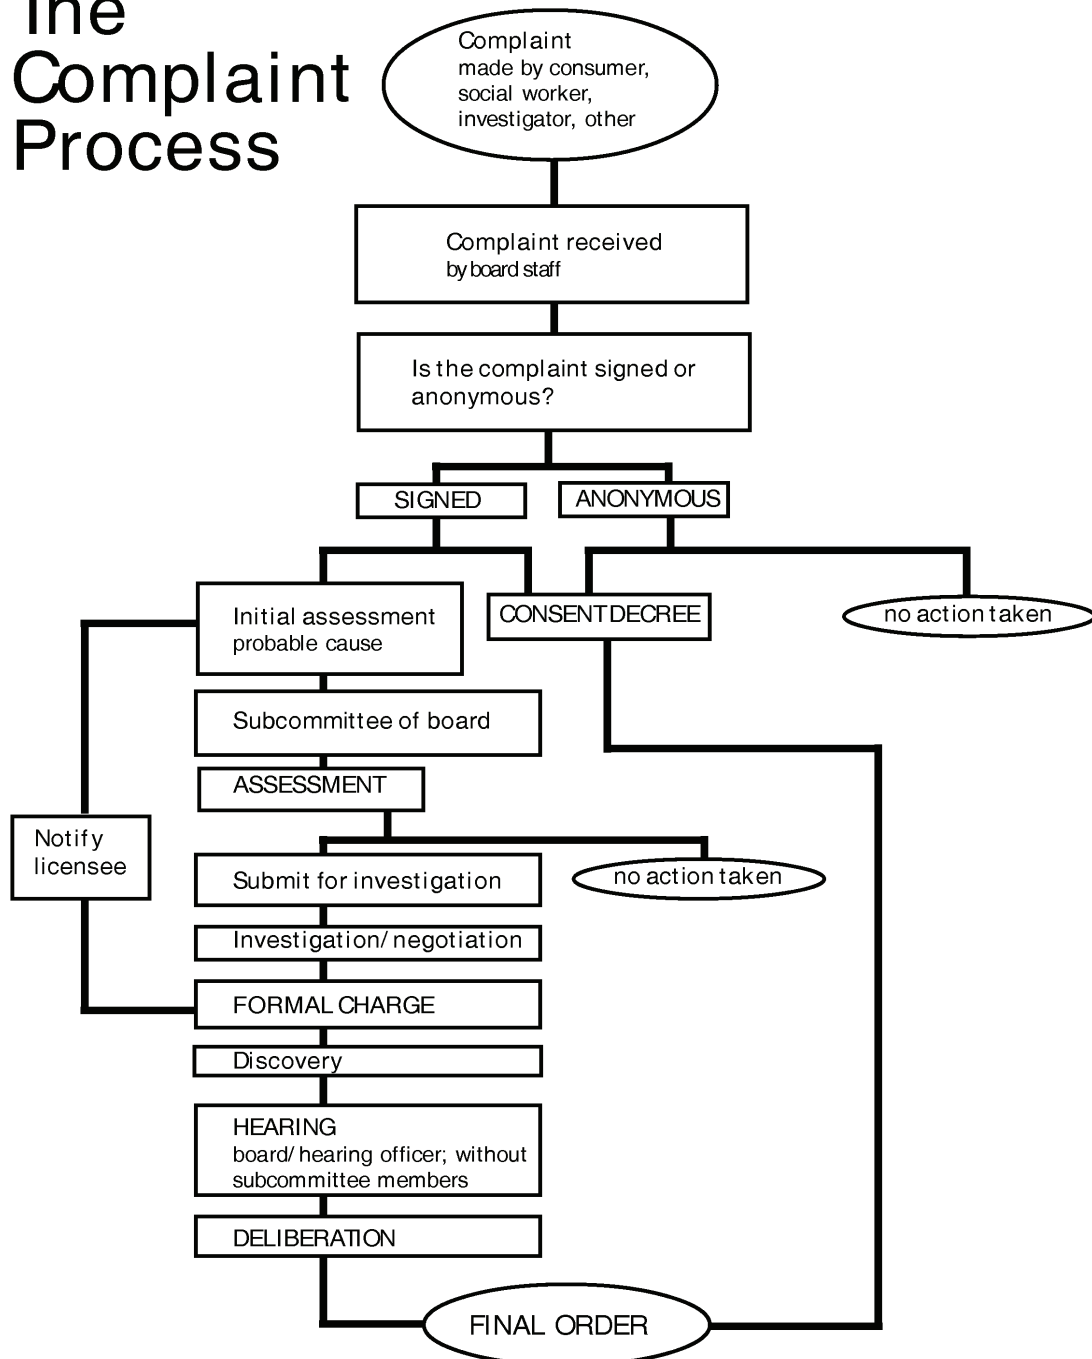 The
Complaint
Process
Complaint
made by consumer,
social worker,
investigator, other
Complaint received
by board staff
Is the complaint signed or
anonymous?
SIGNED
ANONYMOUS
Initial assessment
probable cause
CONSENT DECREE
no action taken
Subcommittee of board
ASSESSMENT
Notify
licensee
Submit for investigation
no action taken
Investigation/ negotiation
FORMAL CHARGE
Discovery
HEARING
board/ hearing officer; without
subcommittee members
DELIBERATION
FINAL ORDER